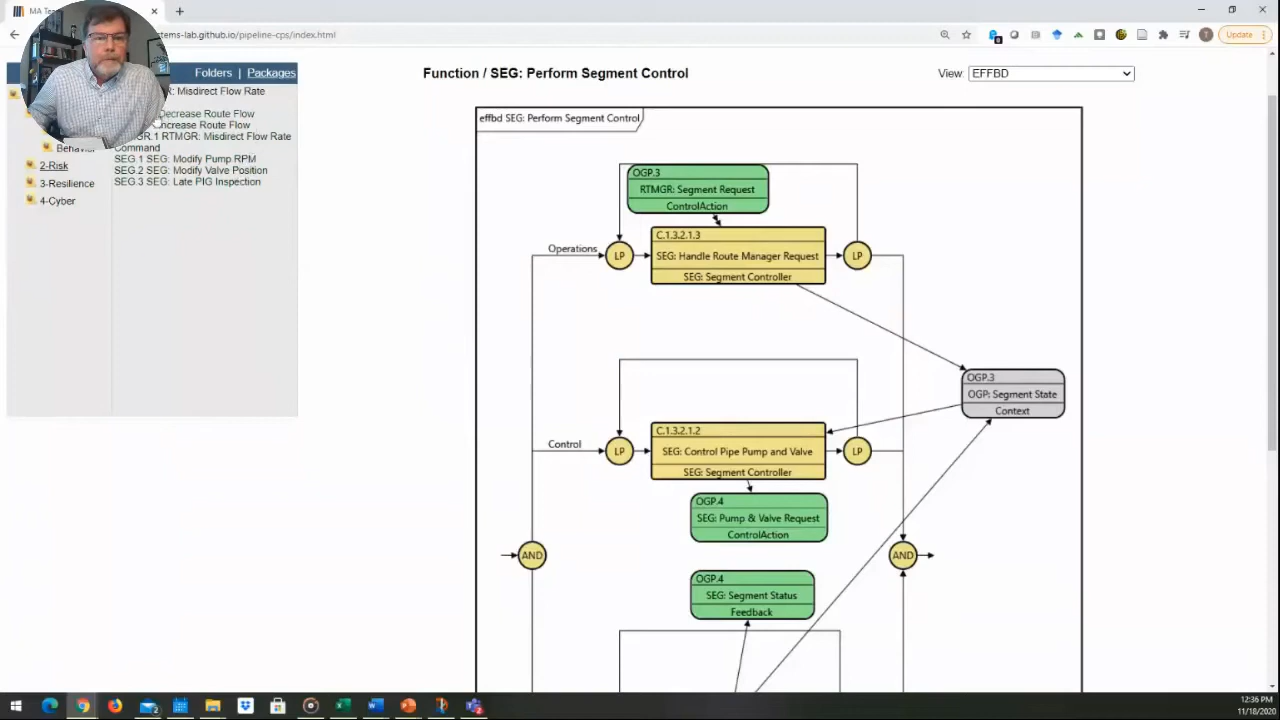 MA Tea
tems-lab.github.io/pipeline-cps/index.html
Update
Folders | Packages
R: Misdirect Flow Rate
Decrease Route Flow
Increase Route Flow
GR.1 RTMGR: Misdirect Flow Rate
Command
Behavior
SEG.1 SEG: Modify Pump RPM
2-Risk
SEG.2 SEG: Modify Valve Position
SEG.3 SEG: Late PIG Inspection
3-Resilience
4-Cyber
Function / SEG: Perform Segment Control
View: EFFBD
effbd SEG: Perform Segment Control
OGP.3
RTMGR: Segment Request
ControlAction
Operations
LP
C.1.3.2.1.3
SEG: Handle Route Manager Request
SEG: Segment Controller
LP
OGP.3
OGP: Segment State
Context
Control
LP
C.1.3.2.1.2
SEG: Control Pipe Pump and Valve
SEG: Segment Controller
LP
OGP.4
SEG: Pump & Valve Request
ControlAction
AND
AND
OGP.4
SEG: Segment Status
Feedback
12:36 PM
11/18/2020